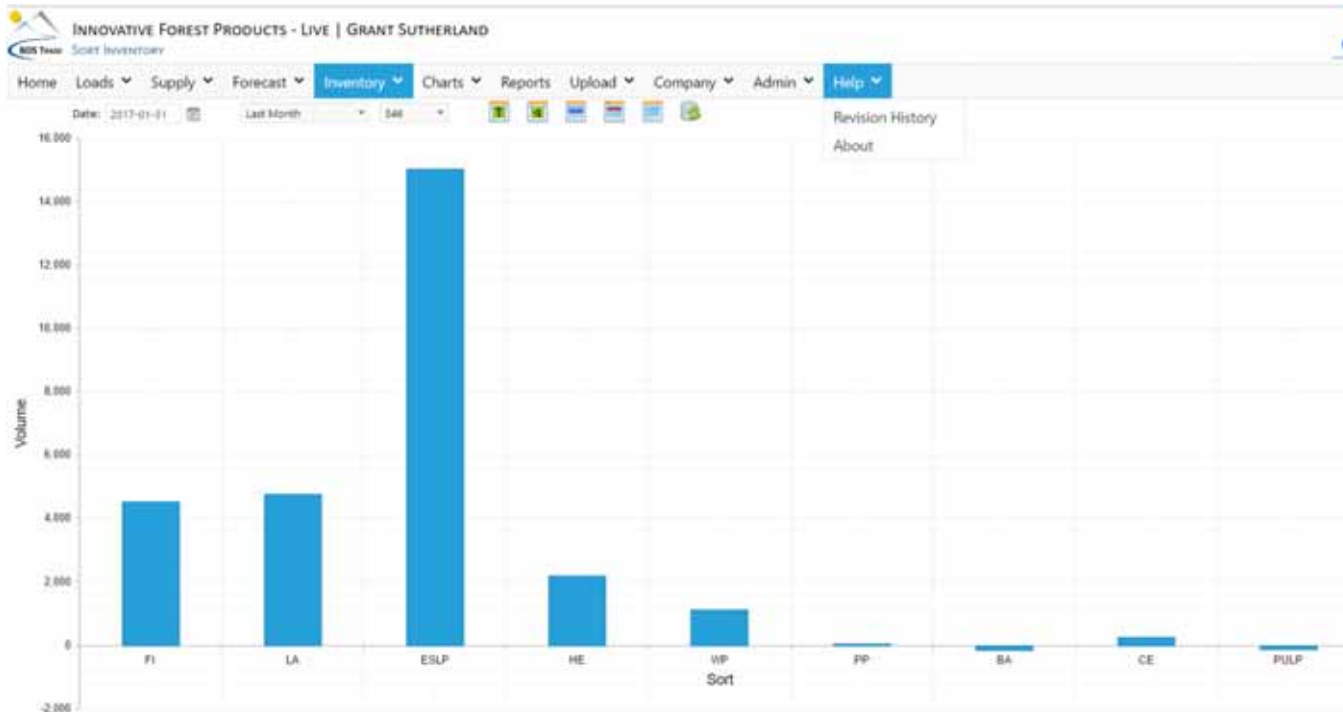 INNOVATIVE FOREST PRODUCTS - LIVE | GRANT SUTHERLAND
SORT INVENTORY
Home Loads Supply Forecast Inventory Charts Reports Upload Company Admin Help
Date: 2017-01-31 Last Month
Revision History
About
16,000
14,000
12,000
10,000
8,000
6,000
4,000
2,000
0
-2,000
Volume
FI LA ESLP HE WP PP BA CE PULP
Sort